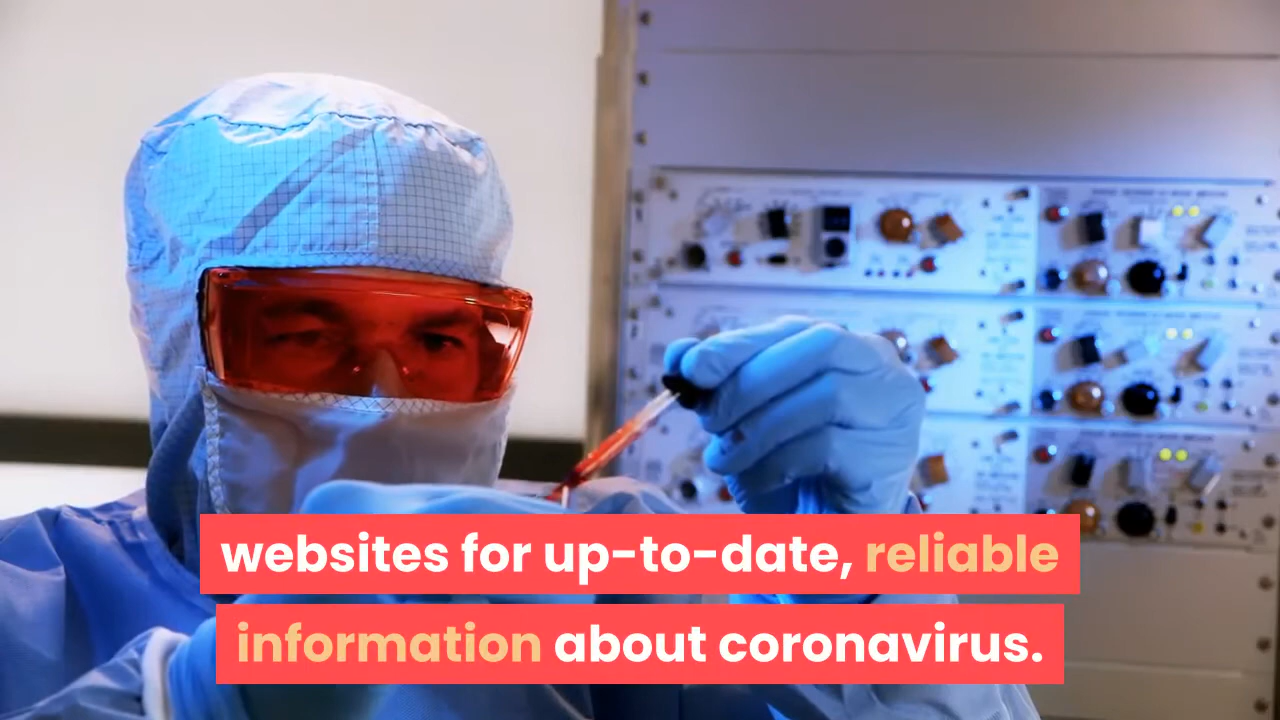 websites for up-to-date, reliable
information about coronavirus.